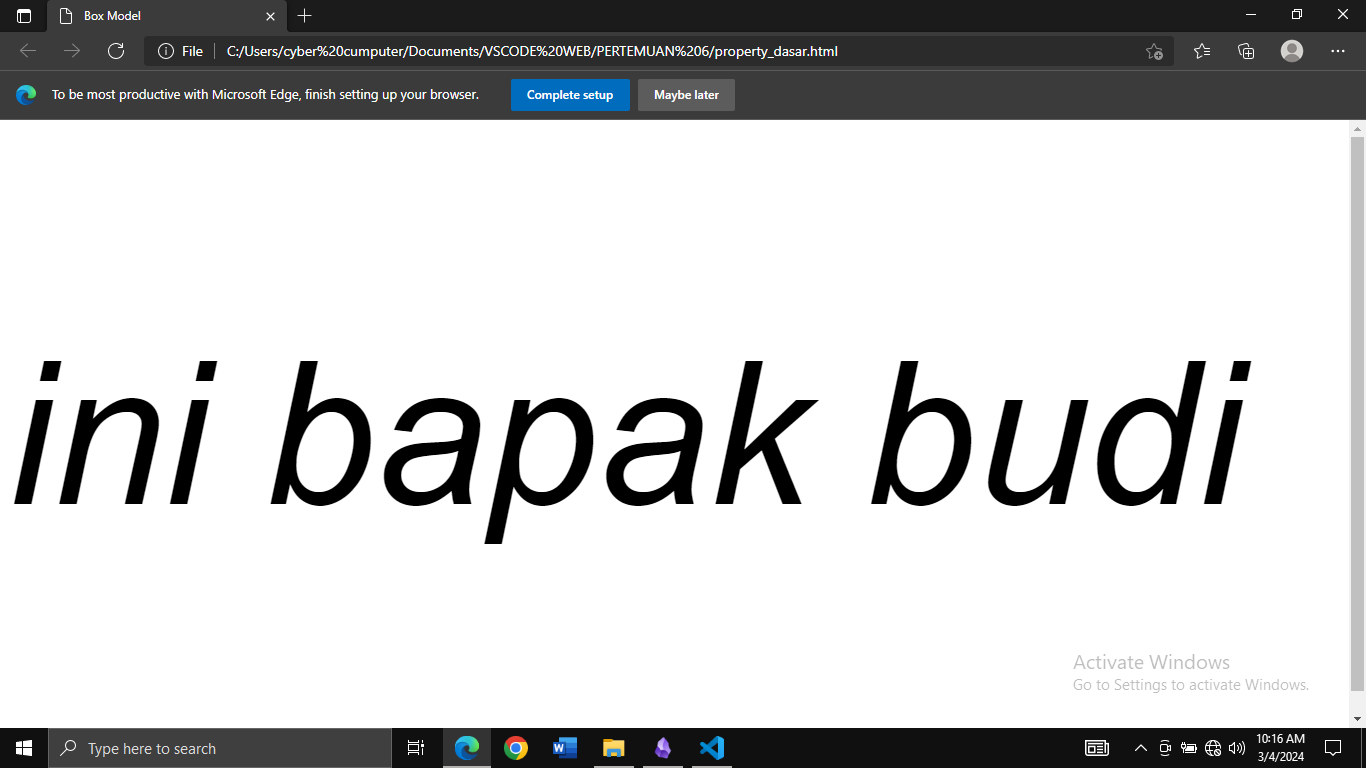 Box Model
File
C:/Users/cyber%20cumputer/Documents/VSCODE%20WEB/PERTEMUAN%206/property_dasar.html
To be most productive with Microsoft Edge, finish setting up your browser.
Complete setup
Maybe later
ini bapak budi
Activate Windows
Go to Settings to activate Windows.
Type here to search
10:16 AM
3/4/2024